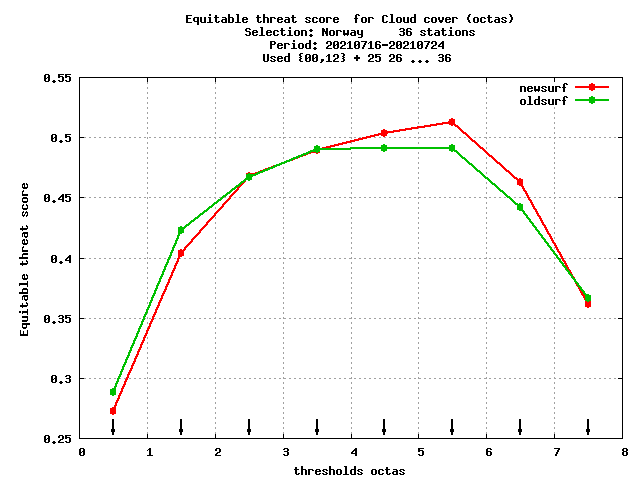 Equitable threat score  for Cloud cover (octas)
Selection: Norway     36 stations
Period: 20210716-20210724
Used {00,12} + 25 26 ... 36
newsurf
oldsurf
0.55
0.5
0.45
0.4
0.35
0.3
0.25
Equitable threat score
0 1 2 3 4 5 6 7 8
thresholds octas